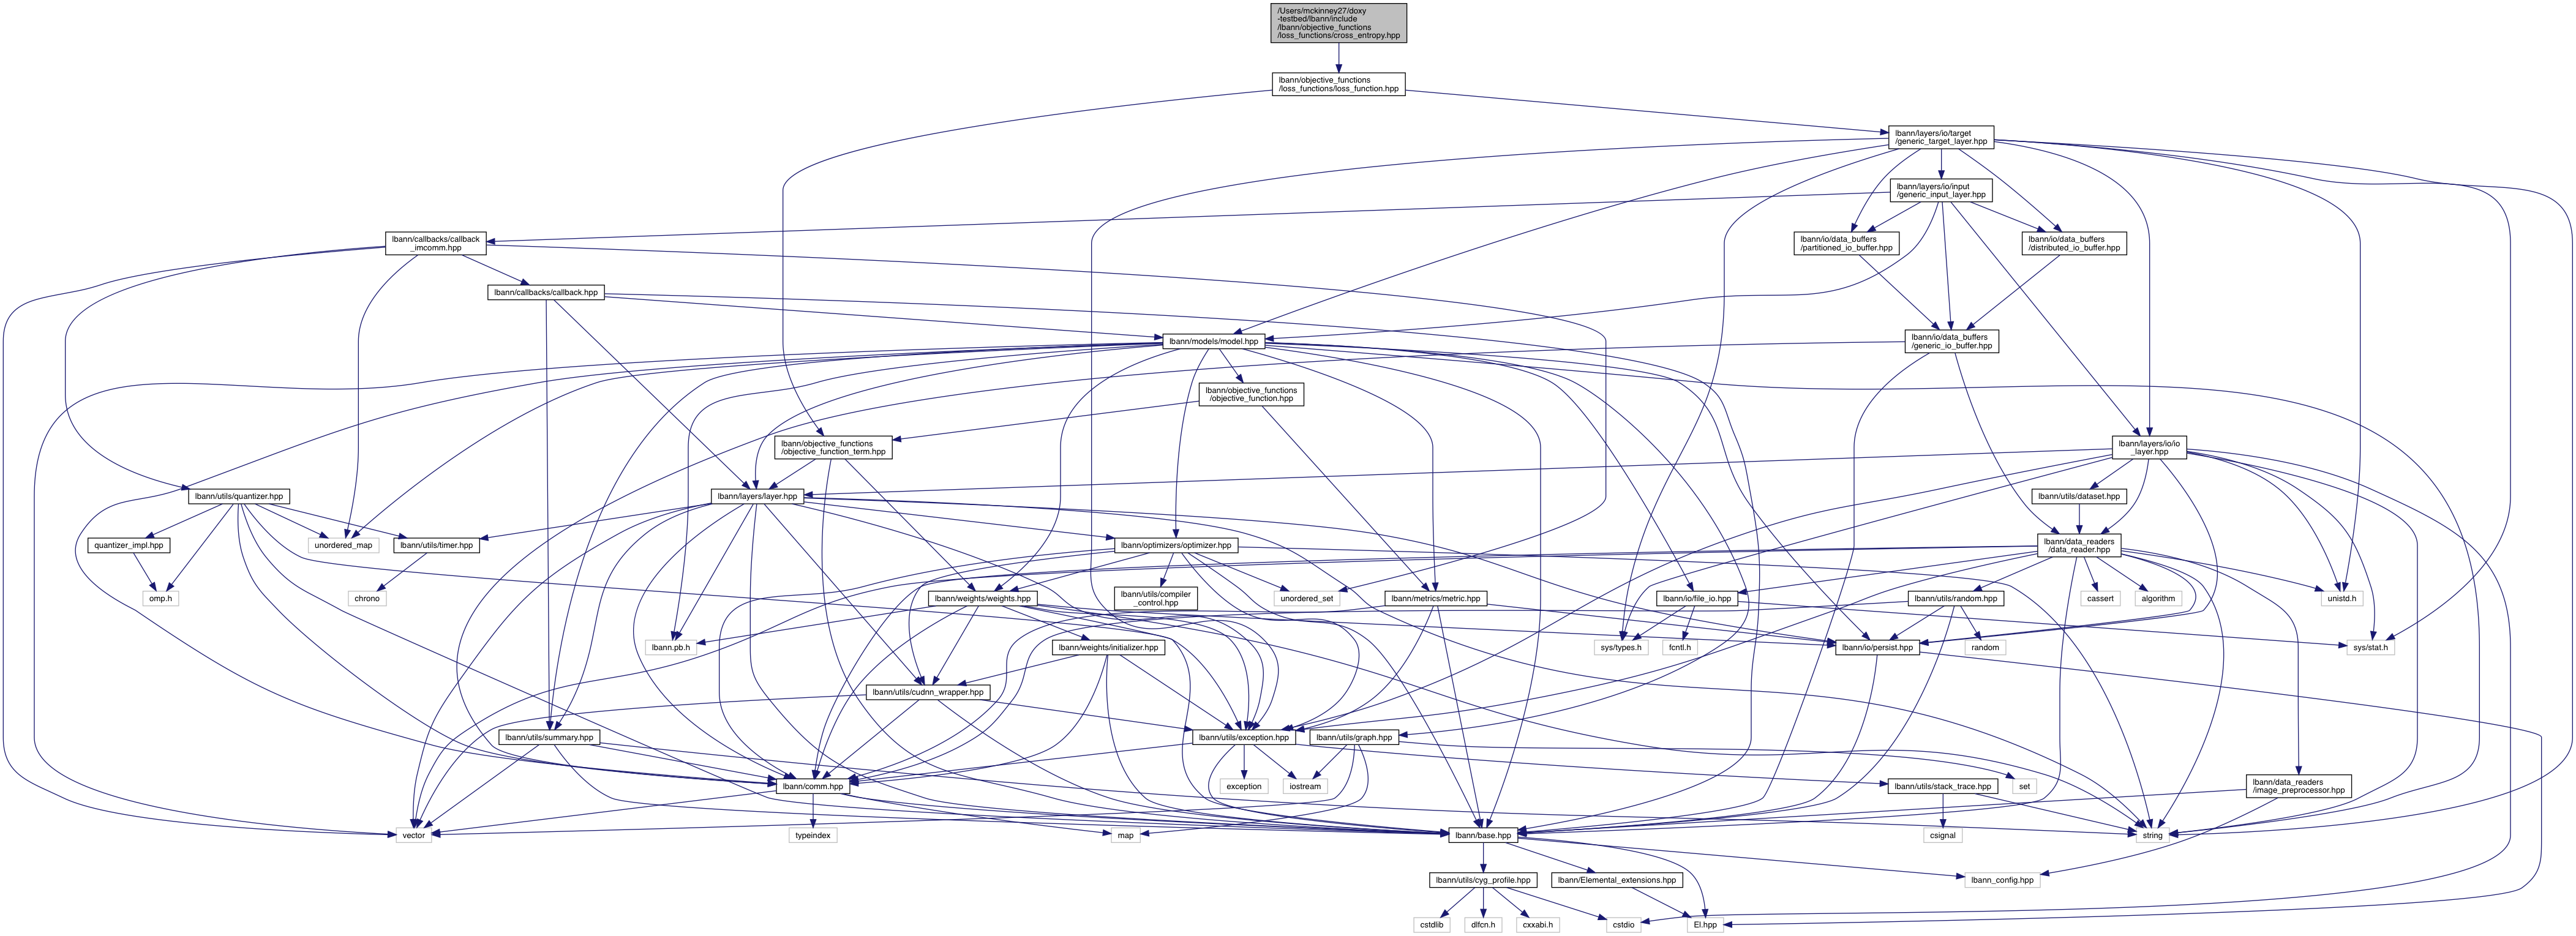 /Users/mckinney27/doxy
-testbed/lbann/include
/lbann/objective_functions
/loss_functions/cross_entropy.hpp
lbann/objective_functions
/loss_functions/loss_function.hpp
lbann/layers/io/target
/generic_target_layer.hpp
lbann/layers/io/input
/generic_input_layer.hpp
lbann/callbacks/callback
_imcomm.hpp
lbann/io/data_buffers
/partitioned_io_buffer.hpp
lbann/io/data_buffers
/distributed_io_buffer.hpp
lbann/callbacks/callback.hpp
lbann/models/model.hpp
lbann/io/data_buffers
/generic_io_buffer.hpp
lbann/objective_functions
/objective_function.hpp
lbann/objective_functions
/objective_function_term.hpp
lbann/layers/io/io
_layer.hpp
lbann/utils/quantizer.hpp
lbann/layers/layer.hpp
lbann/utils/dataset.hpp
quantizer_impl.hpp
unordered_map
lbann/utils/timer.hpp
lbann/optimizers/optimizer.hpp
lbann/data_readers
/data_reader.hpp
omp.h
chrono
lbann/weights/weights.hpp
lbann/utils/compiler
_control.hpp
unordered_set
lbann/metrics/metric.hpp
lbann/io/file_io.hpp
lbann/utils/random.hpp
cassert
algorithm
unistd.h
lbann.pb.h
lbann/weights/initializer.hpp
sys/types.h
fcntl.h
lbann/io/persist.hpp
random
sys/stat.h
lbann/utils/cudnn_wrapper.hpp
lbann/utils/summary.hpp
lbann/utils/exception.hpp
lbann/utils/graph.hpp
lbann/comm.hpp
exception
iostream
lbann/utils/stack_trace.hpp
set
lbann/data_readers
/image_preprocessor.hpp
vector
typeindex
map
lbann/base.hpp
csignal
string
lbann/utils/cyg_profile.hpp
lbann/Elemental_extensions.hpp
lbann_config.hpp
cstdlib
dlfcn.h
cxxabi.h
cstdio
El.hpp